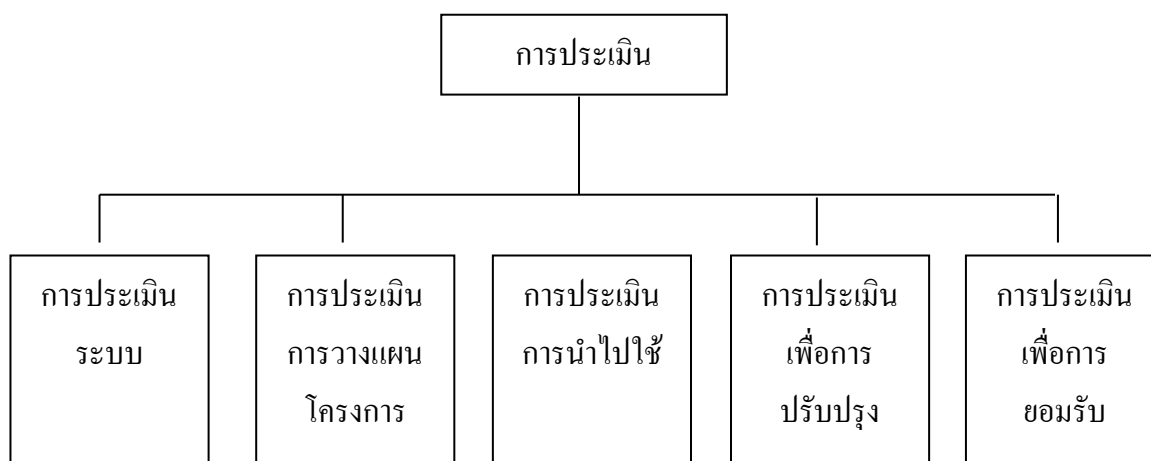 การประเมิน
การประเมิน
ระบบ
การประเมิน
การวางแผน
โครงการ
การประเมิน
การนำไปใช้
การประเมิน
เพื่อการ
ปรับปรุง
การประเมิน
เพื่อการ
ยอมรับ